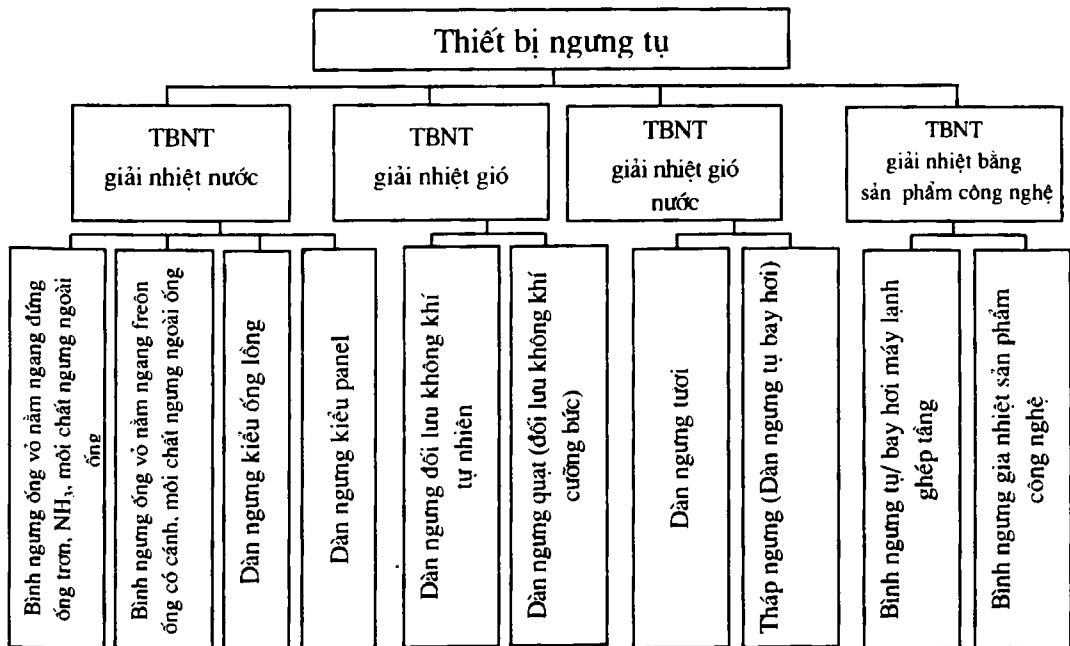 Thiết bị ngưng tụ
TBNT
giải nhiệt nước
TBNT
giải nhiệt gió
TBNT
giải nhiệt gió
nước
TBNT
giải nhiệt bằng
sản phẩm công nghệ
Bình ngưng ống vỏ nằm ngang đứng
ống trơn, NH₃, môi chất ngưng ngoài
ống
Bình ngưng ống vỏ nằm ngang freôn
ống có cánh, môi chất ngưng ngoài ống
Dàn ngưng kiểu ống lồng
Dàn ngưng kiểu panel
Dàn ngưng đối lưu không khí
tự nhiên
Dàn ngưng quạt (đối lưu không khí
cưỡng bức)
Dàn ngưng tươi
Tháp ngưng (Dàn ngưng tụ bay hơi)
Bình ngưng tụ/ bay hơi máy lạnh
ghép tầng
Bình ngưng gia nhiệt sản phẩm
công nghệ